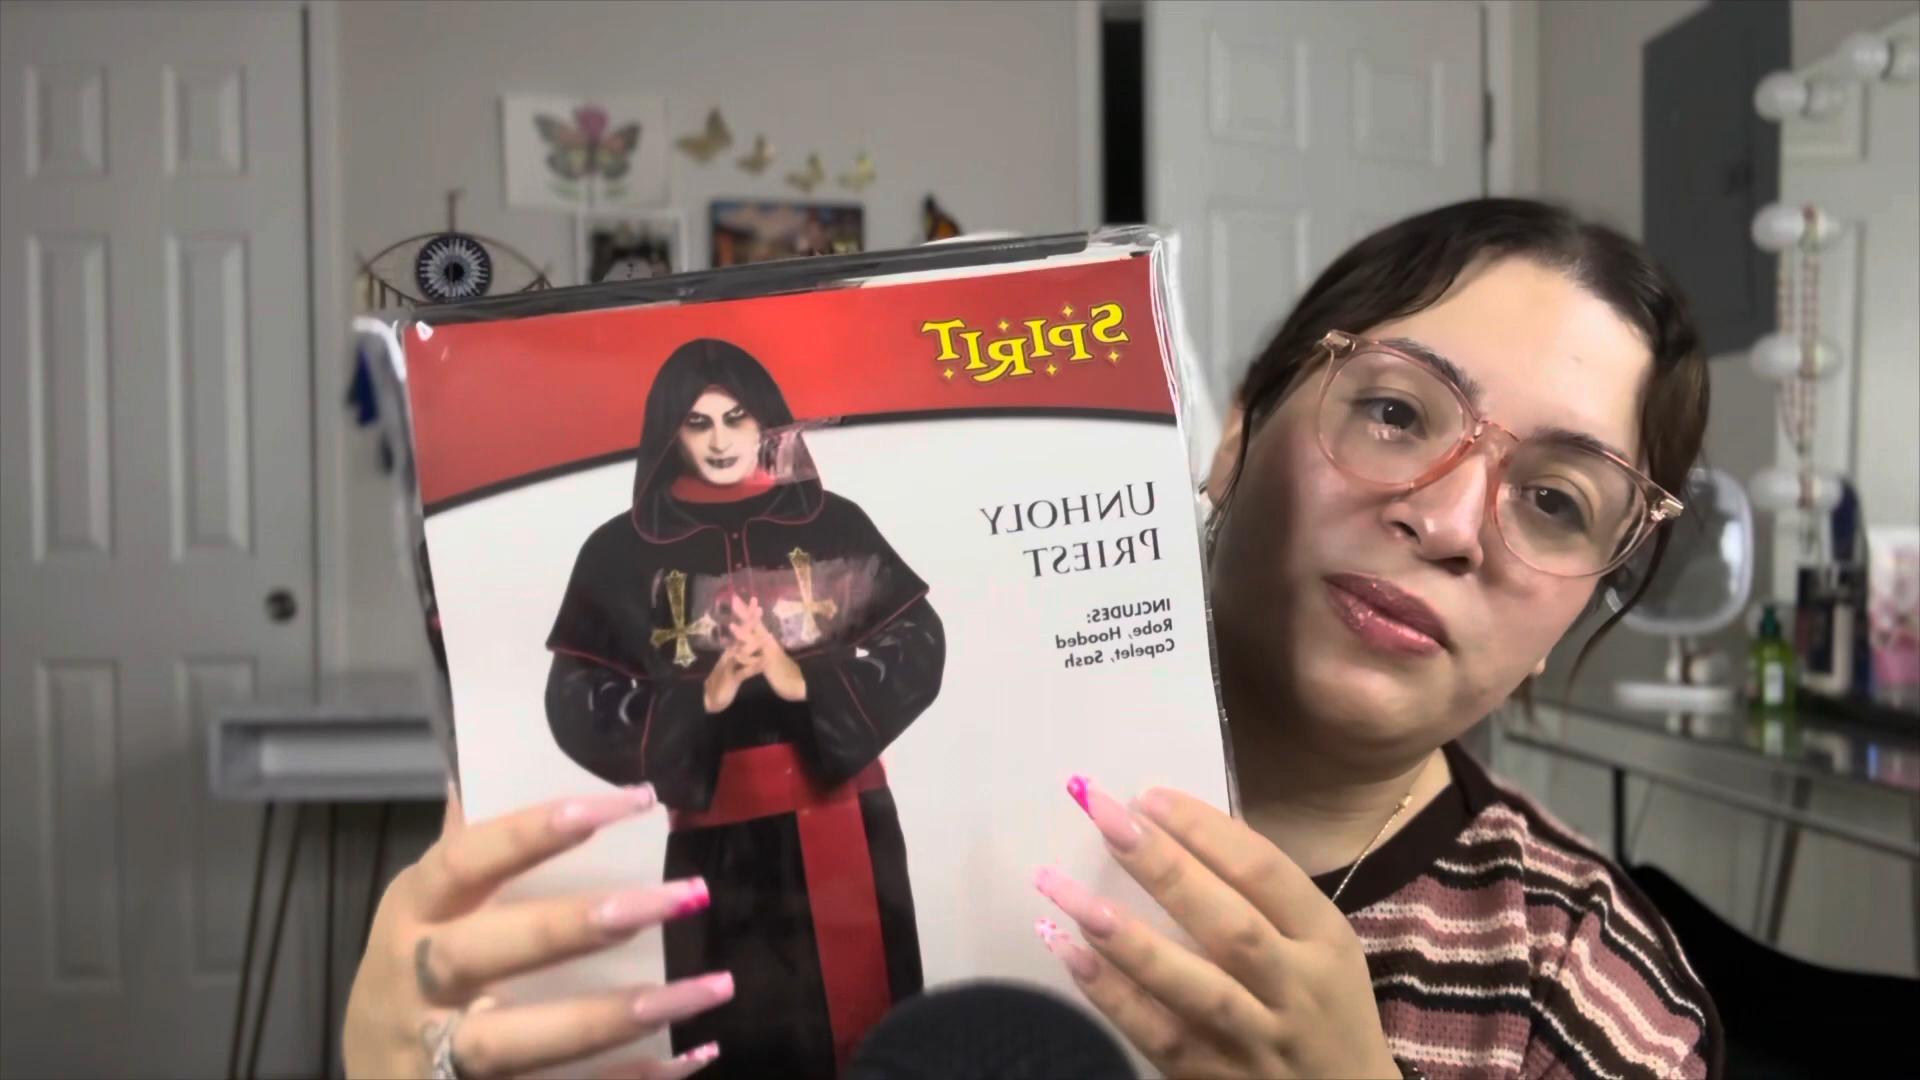 SPIRIT
UNHOLY
PRIEST
INCLUDES:
Robe, Hooded
Capelet, Sash